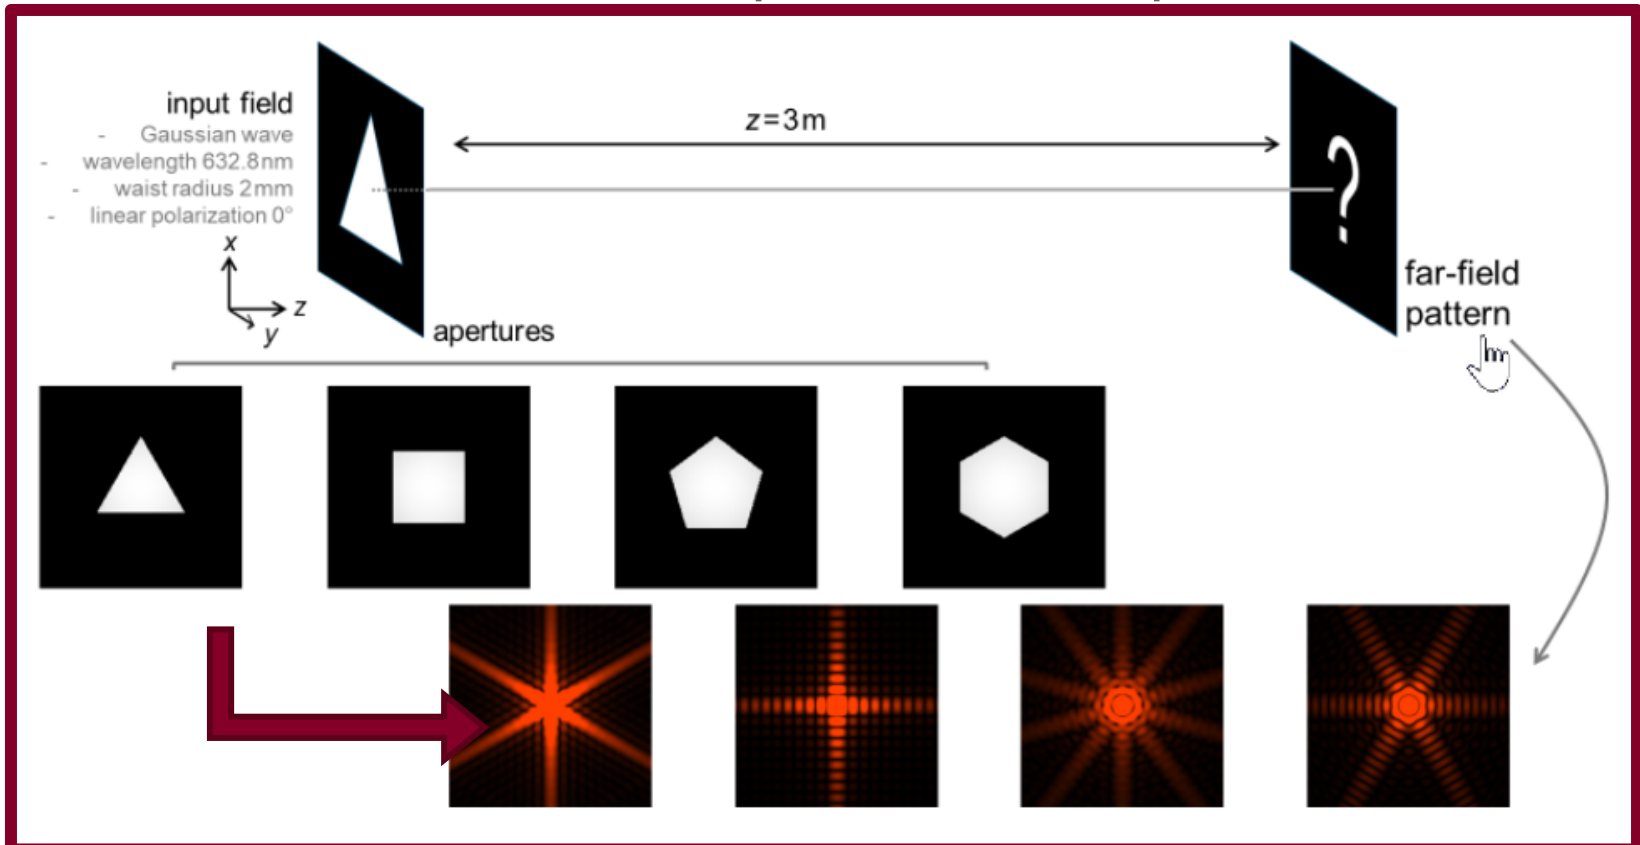 input field
- Gaussian wave
- wavelength 632.8nm
- waist radius 2mm
- linear polarization 0°
x
z
y
z=3m
?
apertures
far-field
pattern